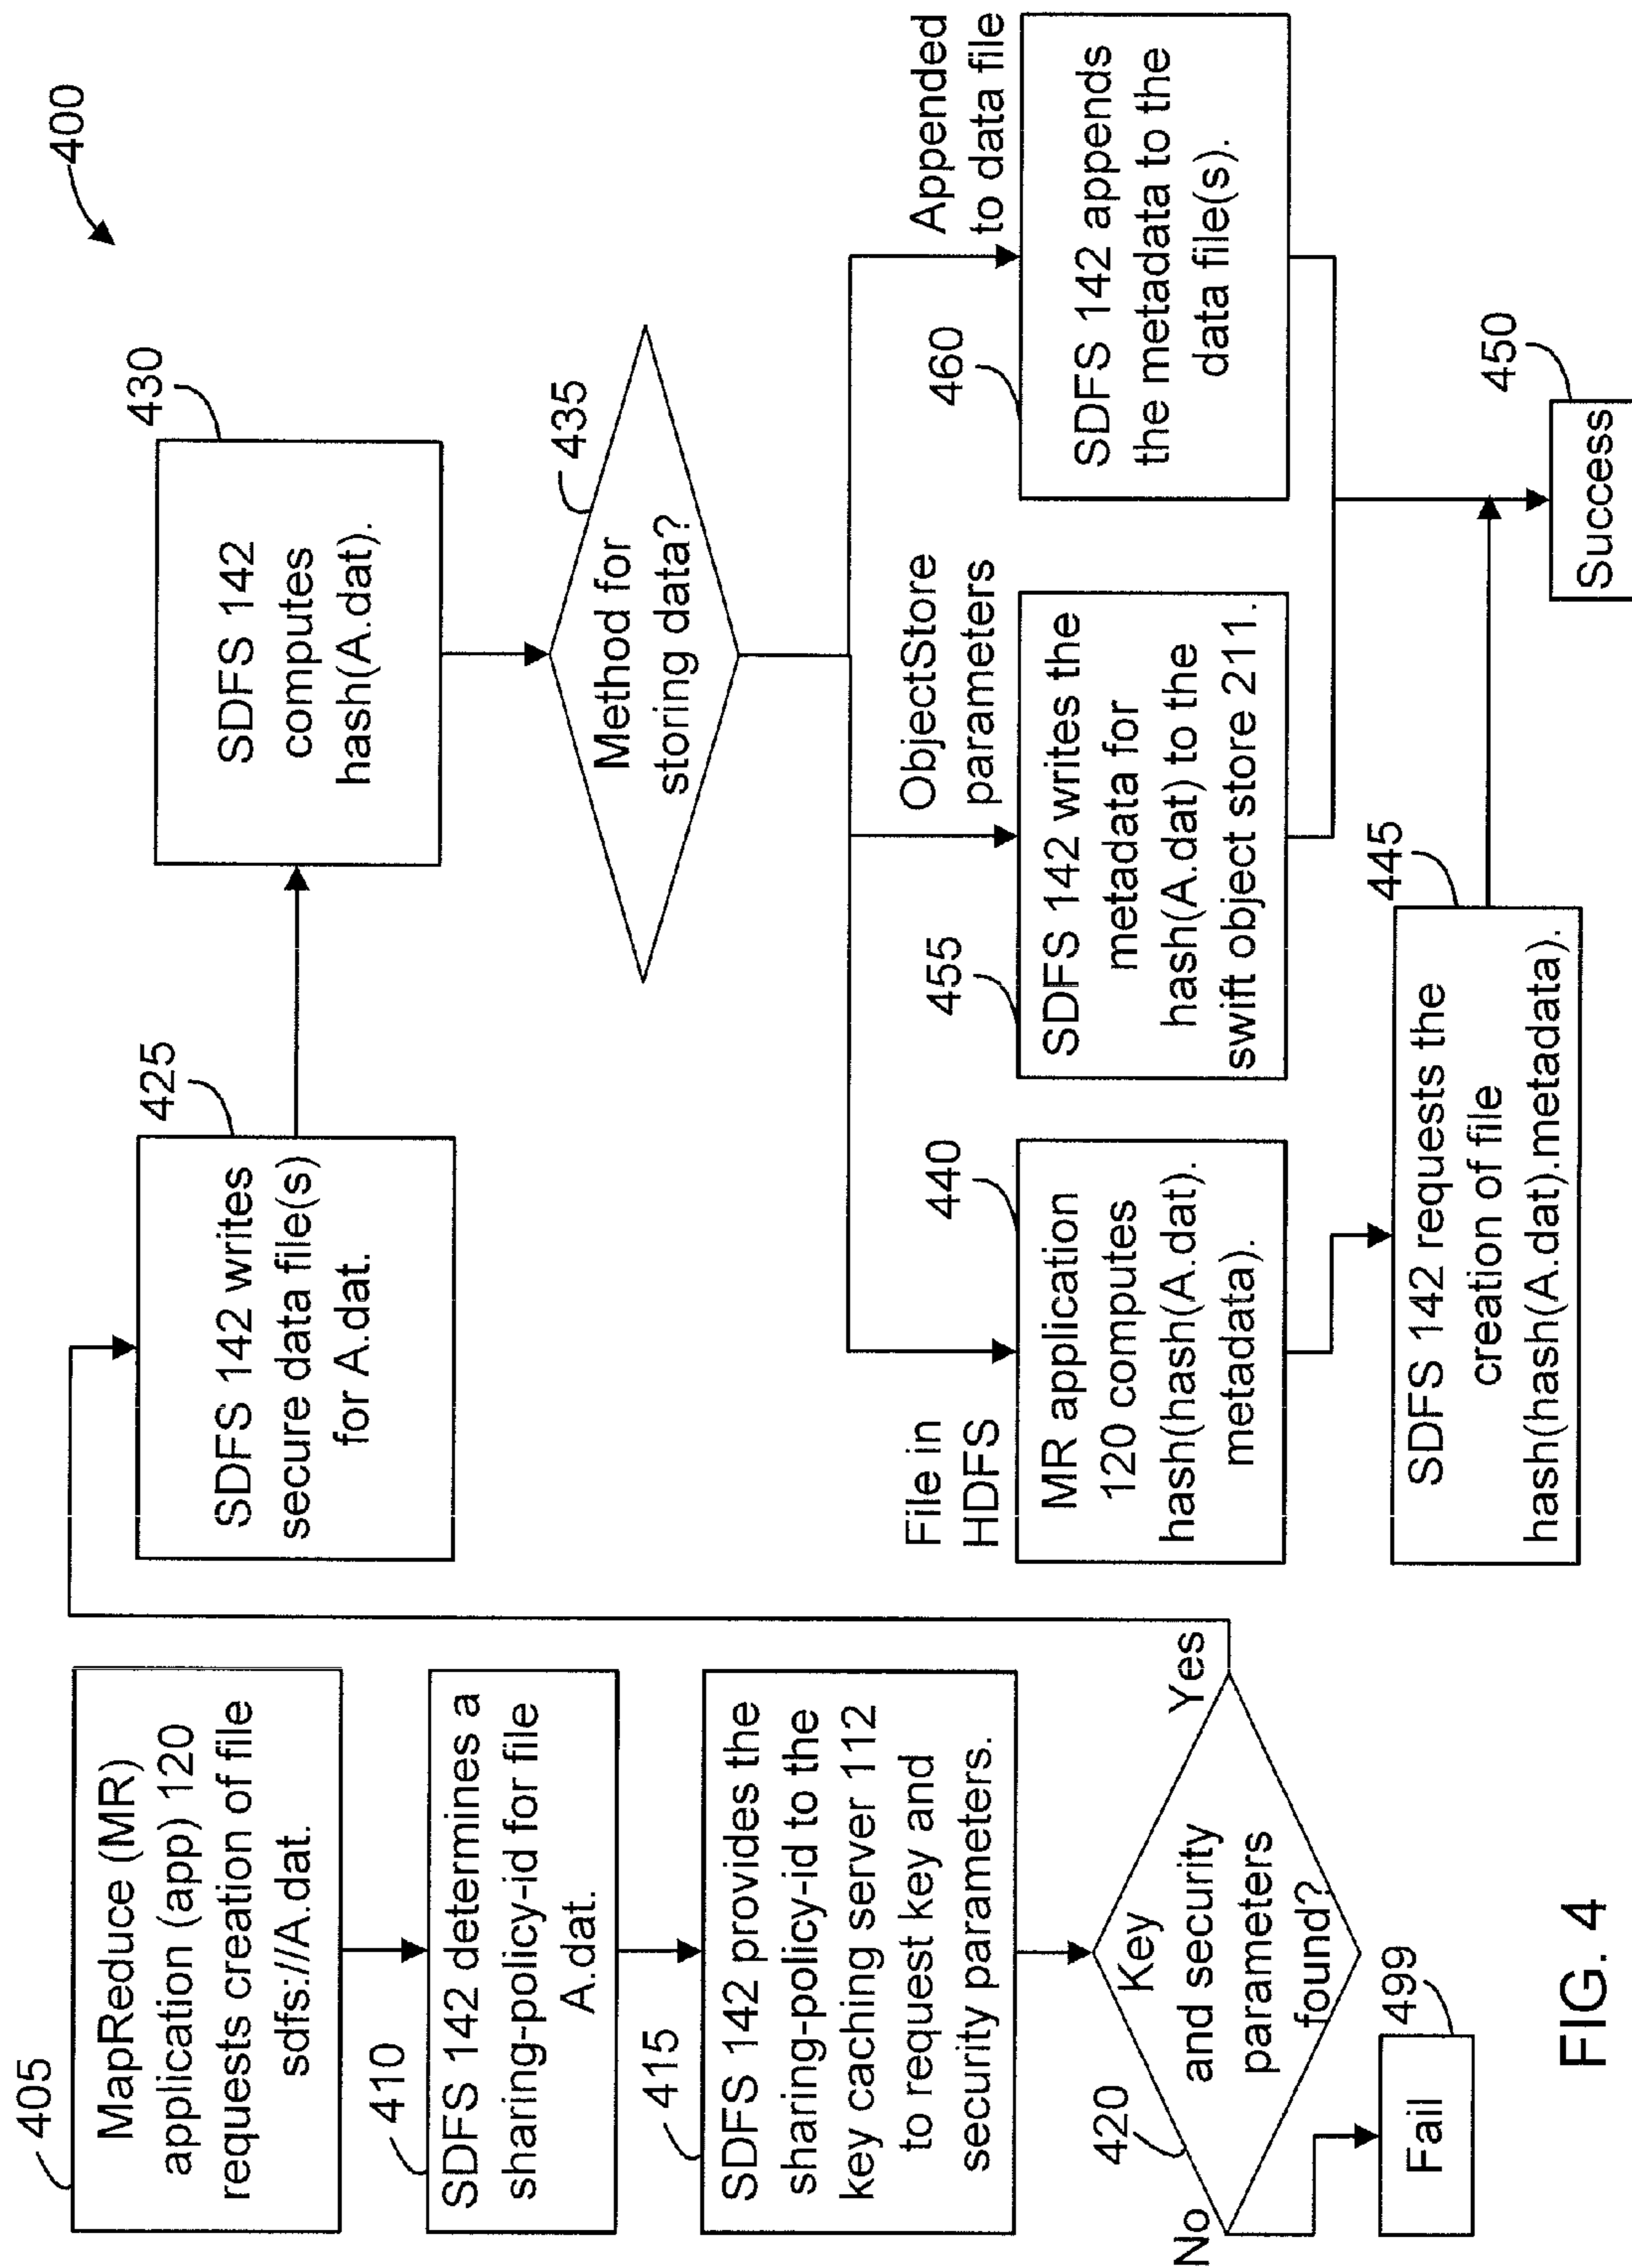 400
405
MapReduce (MR)
application (app) 120
requests creation of file
sdfs://A.dat.
410
SDFS 142 determines a
sharing-policy-id for file
A.dat.
415
SDFS 142 provides the
sharing-policy-id to the
key caching server 112
to request key and
security parameters.
420
Key
and security
parameters
found?
No
Yes
499
Fail
425
SDFS 142 writes
secure data file(s)
for A.dat.
430
SDFS 142
computes
hash(A.dat).
435
Method for
storing data?
File in
HDFS
440
MR application
120 computes
hash(hash(A.dat).
metadata).
445
SDFS 142 requests the
creation of file
hash(hash(A.dat).metadata).
ObjectStore
parameters
455
SDFS 142 writes the
metadata for
hash(A.dat) to the
swift object store 211.
Appended
to data file
460
SDFS 142 appends
the metadata to the
data file(s).
450
Success
FIG. 4